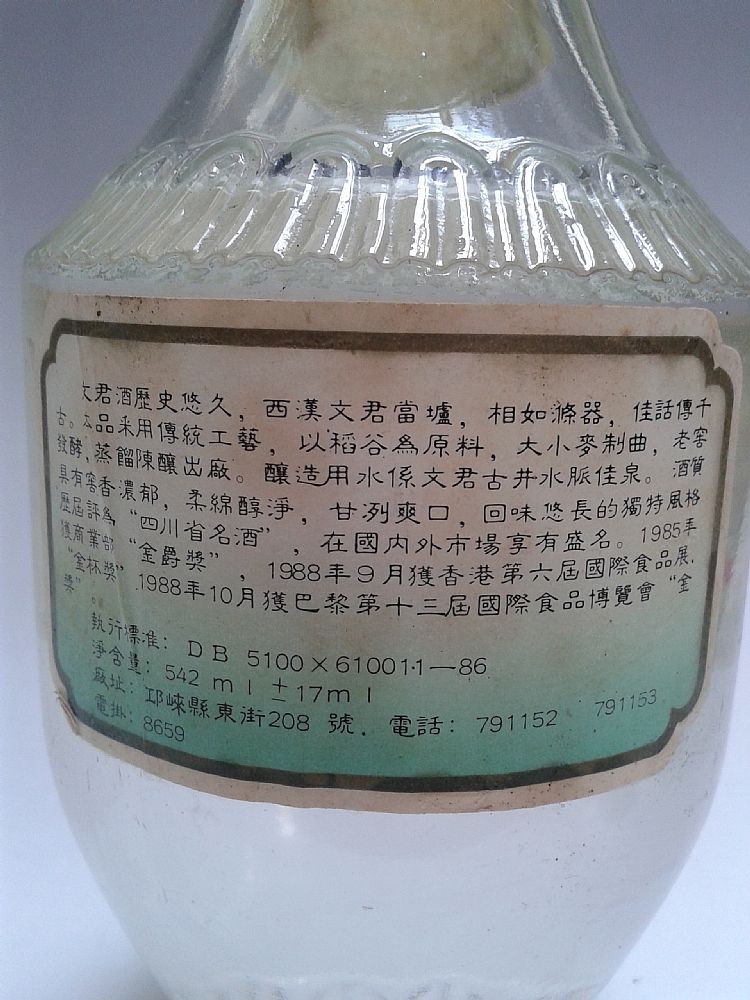 文君酒歷史悠久，西漢文君當壚，相如滌器，佳話傳千
古。本品采用傳統工藝，以稻谷為原料，大小麥制曲，老窖
發酵，蒸餾陳釀出廠。釀造用水係文君古井水脈佳泉。酒質
具有窖香濃郁，柔綿醇淨，甘洌爽口，回味悠長的獨特風格
歷屆評為“四川省名酒”，在國內外市場享有盛名。1985年
獲商業部“金爵獎”，1988年9月獲香港第六屆國際食品展，
“金杯獎”1988年10月獲巴黎第十三屆國際食品博覽會“金
獎”。
執行標准：DB 5100×61001·1—86
淨含量：542 ml ±17ml
廠址：邛崍縣東街208 號．電話：791152 791153
電掛：8659